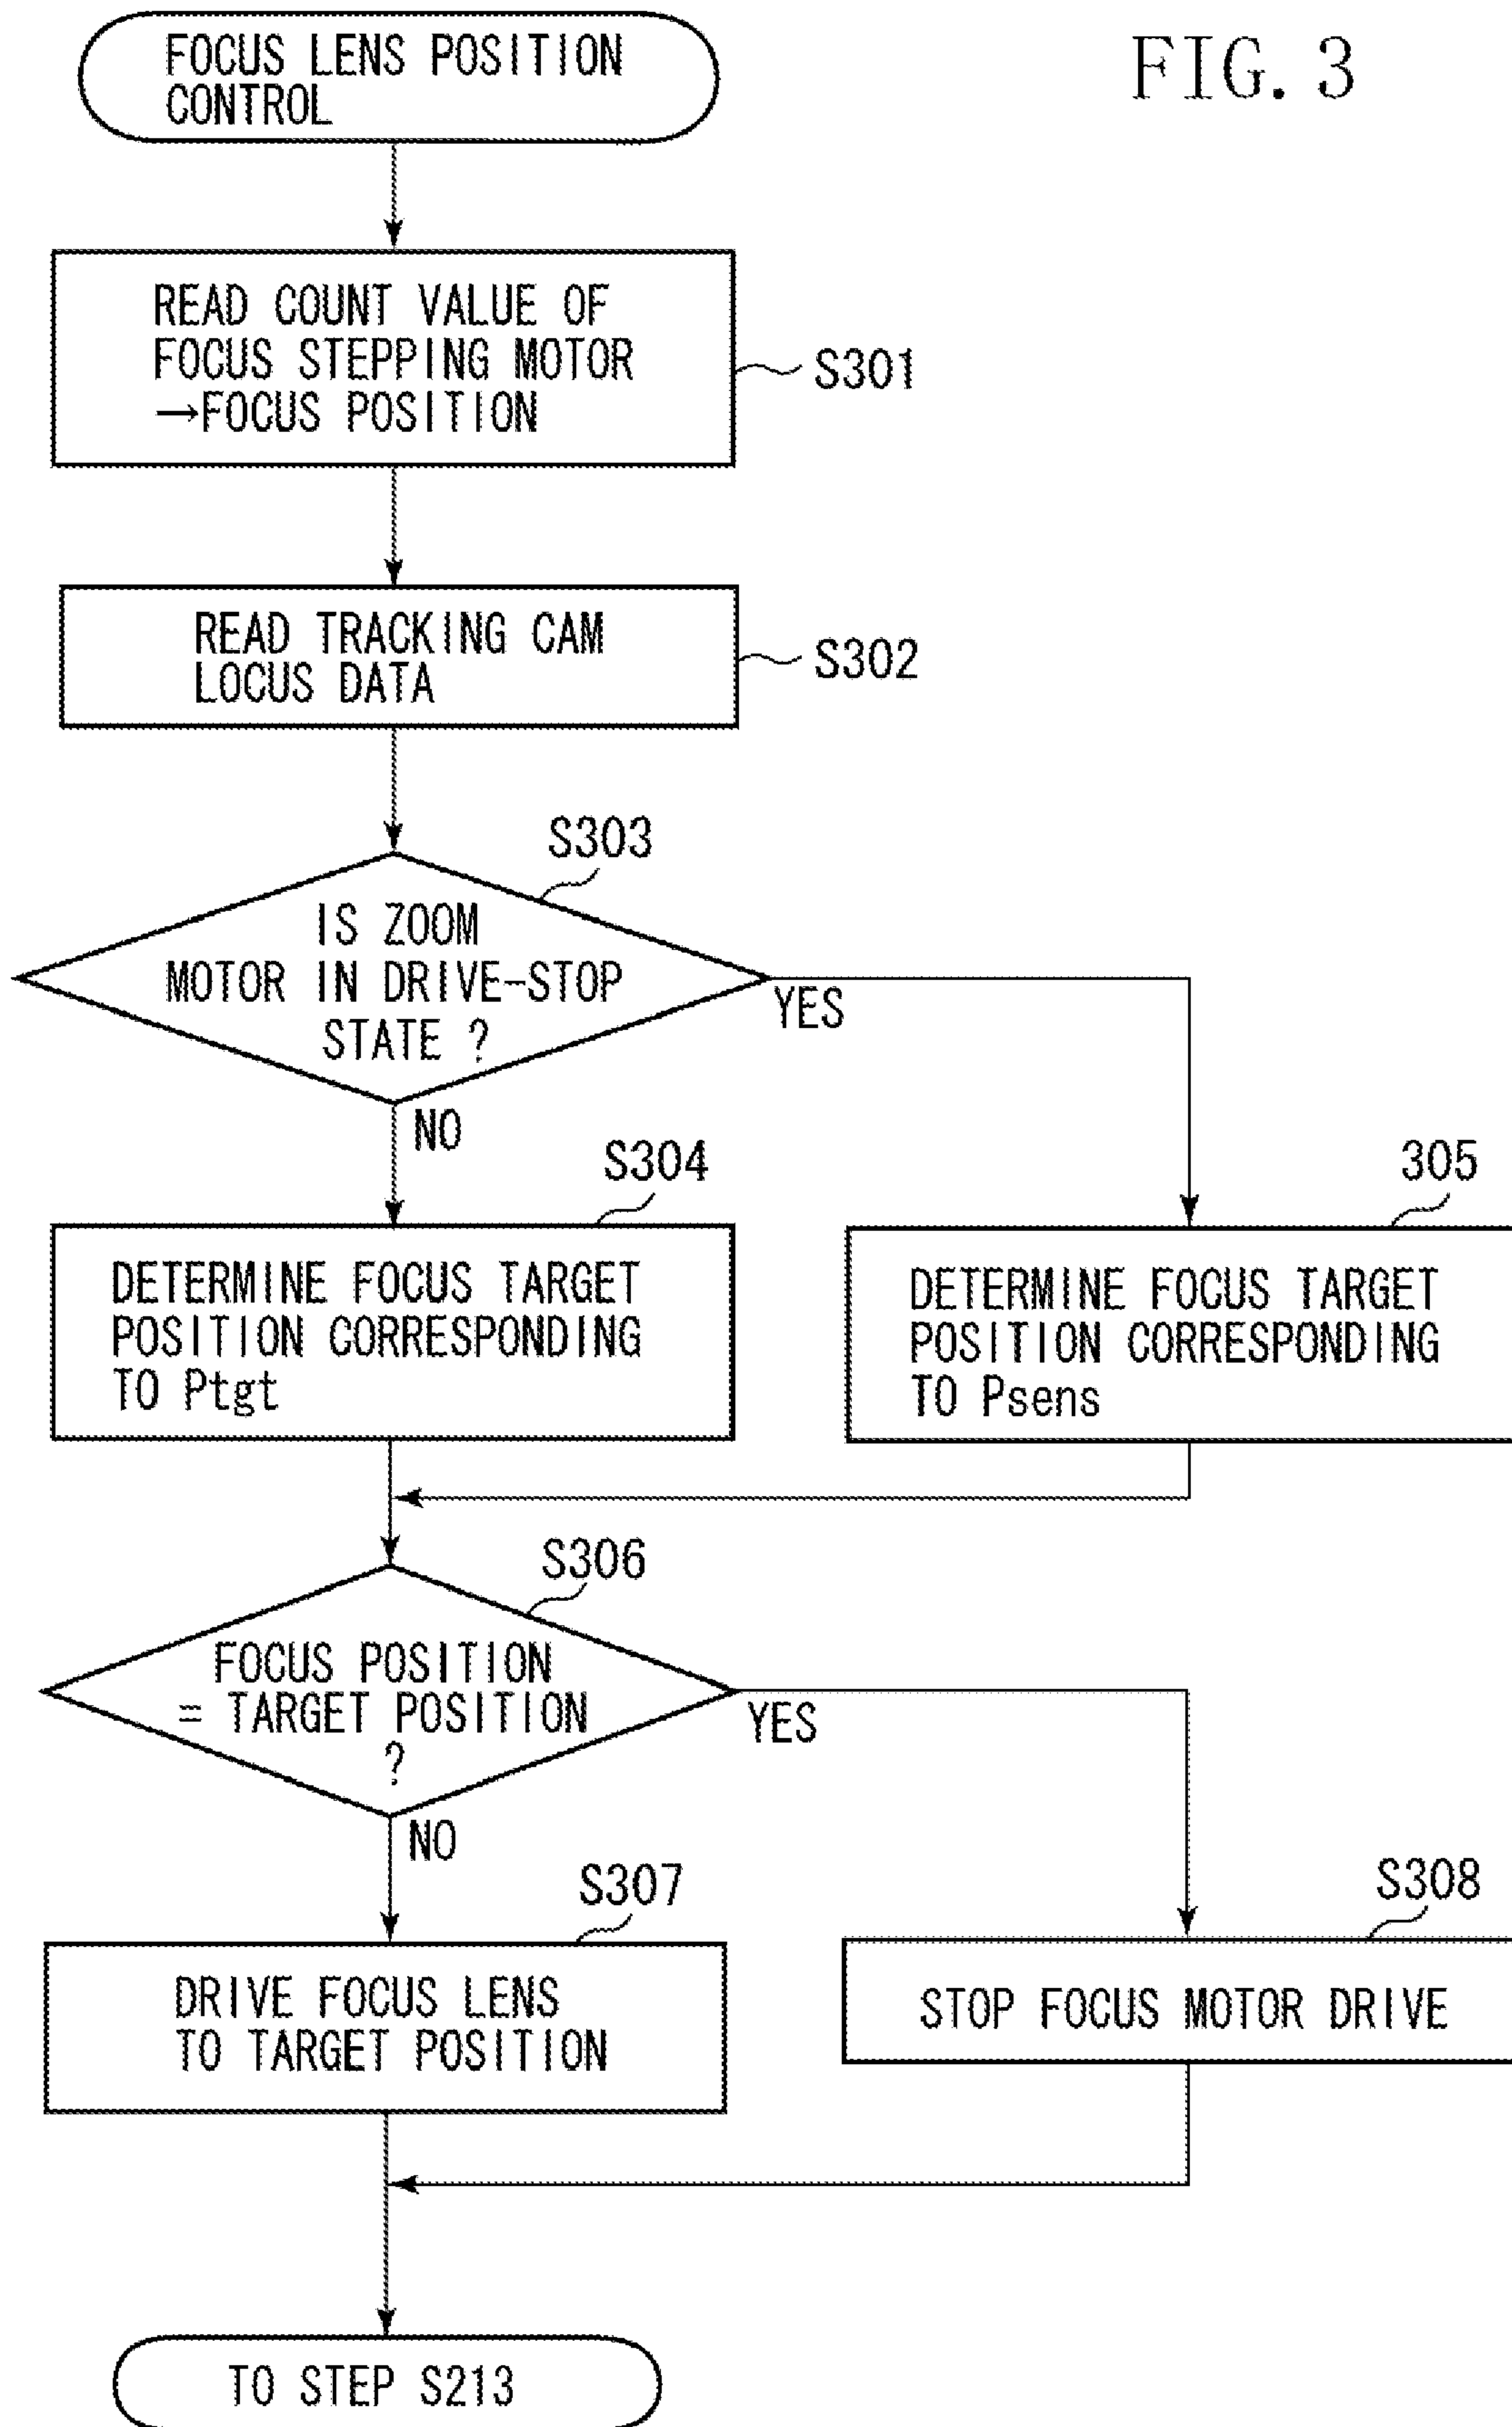 FIG. 3
FOCUS LENS POSITION
CONTROL
READ COUNT VALUE OF
FOCUS STEPPING MOTOR
→FOCUS POSITION
S301
READ TRACKING CAM
LOCUS DATA
S302
S303
IS ZOOM
MOTOR IN DRIVE-STOP
STATE ?
YES
NO
S304
DETERMINE FOCUS TARGET
POSITION CORRESPONDING
TO Ptgt
305
DETERMINE FOCUS TARGET
POSITION CORRESPONDING
TO Psens
S306
FOCUS POSITION
= TARGET POSITION
?
YES
NO
S307
DRIVE FOCUS LENS
TO TARGET POSITION
S308
STOP FOCUS MOTOR DRIVE
TO STEP S213